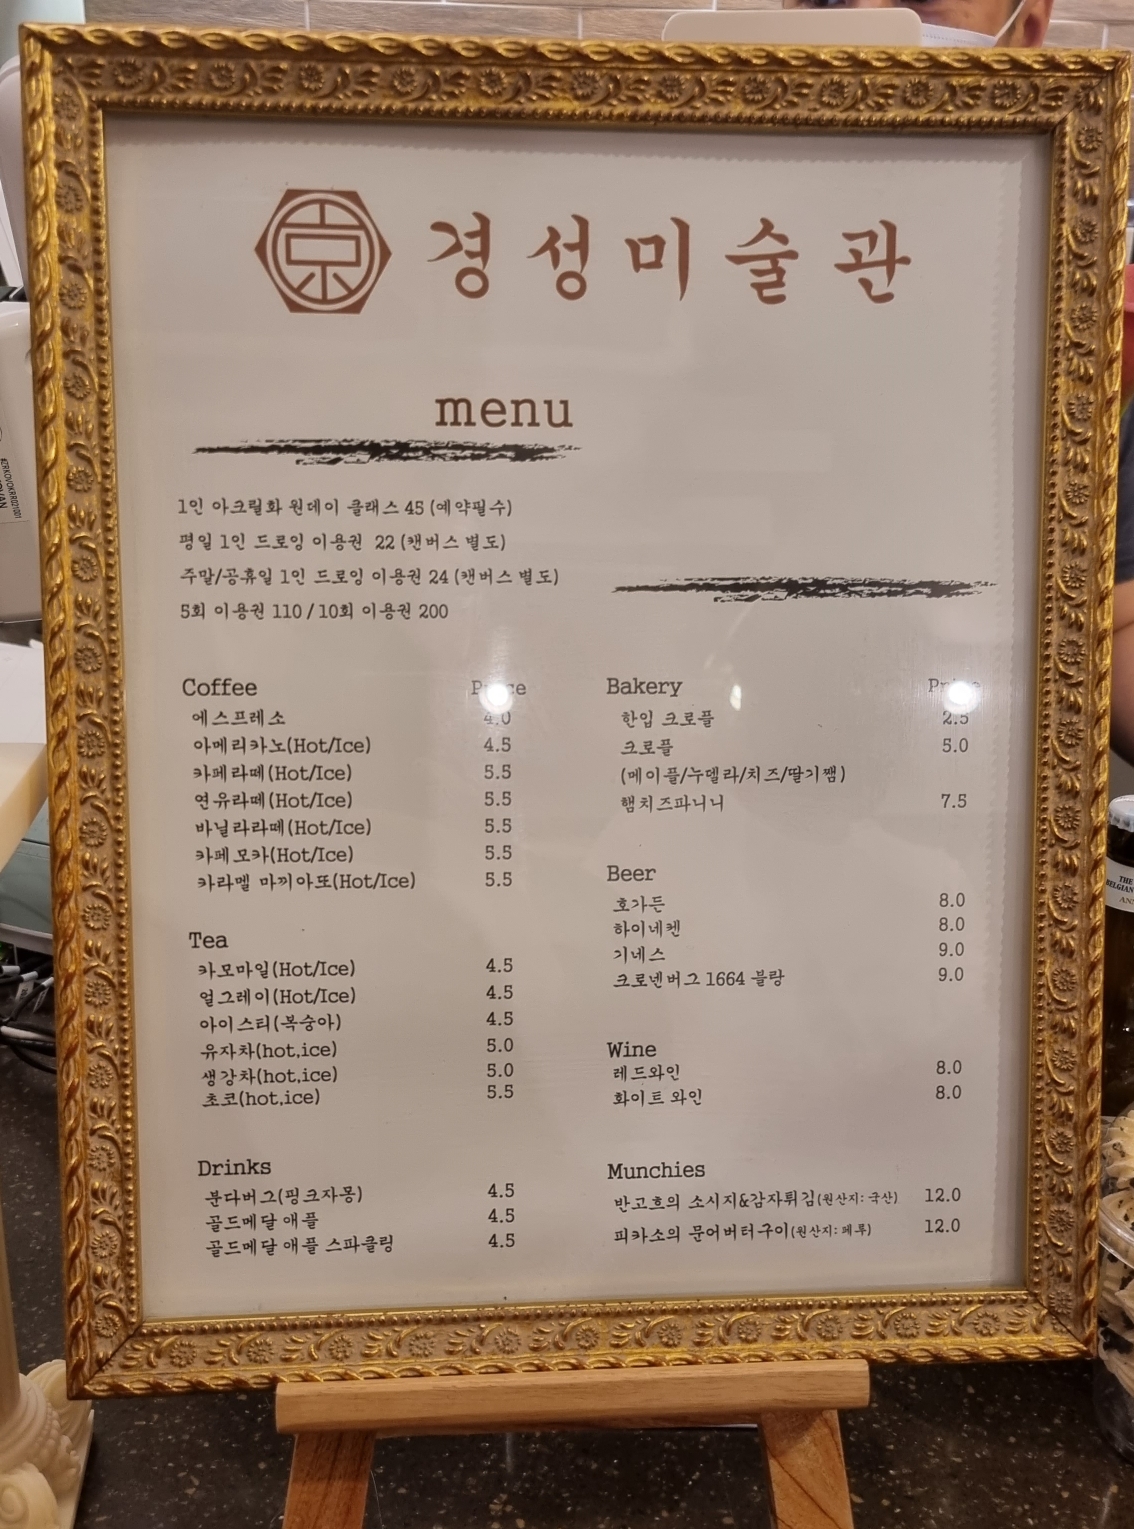 京 경성미술관
menu
1인 아크릴화 원데이 클래스 45 (예약필수)
평일 1인 드로잉 이용권 22 (캔버스 별도)
주말/공휴일 1인 드로잉 이용권 24 (캔버스 별도)
5회 이용권 110 / 10회 이용권 200
Coffee Price
에스프레소 4.0
아메리카노(Hot/Ice) 4.5
카페라떼(Hot/Ice) 5.5
연유라떼(Hot/Ice) 5.5
바닐라라떼(Hot/Ice) 5.5
카페모카(Hot/Ice) 5.5
카라멜 마끼아또(Hot/Ice) 5.5
Tea
카모마일(Hot/Ice) 4.5
얼그레이(Hot/Ice) 4.5
아이스티(복숭아) 4.5
유자차(hot,ice) 5.0
생강차(hot,ice) 5.0
초코(hot,ice) 5.5
Drinks
분다버그(핑크자몽) 4.5
골드메달 애플 4.5
골드메달 애플 스파클링 4.5
Bakery Price
한입 크로플 2.5
크로플 5.0
(메이플/누델라/치즈/딸기쨈)
햄치즈파니니 7.5
Beer
호가든 8.0
하이네켄 8.0
기네스 9.0
크로넨버그 1664 블랑 9.0
Wine
레드와인 8.0
화이트 와인 8.0
Munchies
반고흐의 소시지&감자튀김(원산지: 국산) 12.0
피카소의 문어버터구이(원산지: 페루) 12.0
THE
BELGIAN